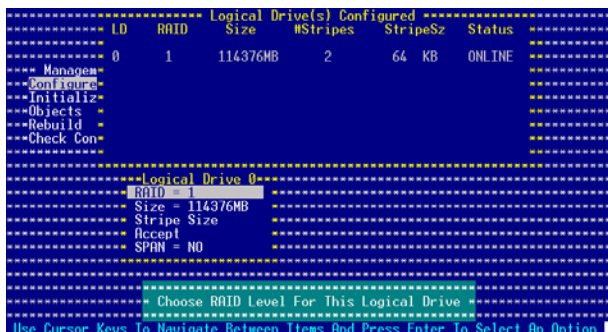 Logical Drive(s) Configured
LD RAID Size #Stripes StripeSz Status
0 1 114376MB 2 64 KB ONLINE
Managem
Configure
Initializ
Objects
Rebuild
Check Con
Logical Drive 0
RAID = 1
Size = 114376MB
Stripe Size
Accept
SPAN = NO
Choose RAID Level For This Logical Drive
Use Cursor Keys To Navigate Between Items And Press Enter To Select An Option